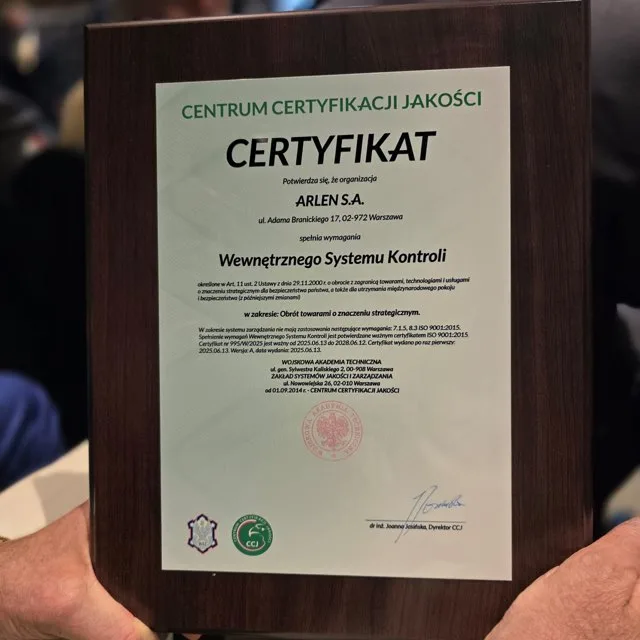 CENTRUM CERTYFIKACJI JAKOŚCI
CERTYFIKAT
Potwierdza się, że organizacja
ARLEN S.A.
ul. Adama Branickiego 17, 02-972 Warszawa
spełnia wymagania
Wewnętrznego Systemu Kontroli
określone w Art. 11 ust. 2 Ustawy z dnia 29.11.2000 r. o obrocie z zagranicą towarami, technologiami i usługami
o znaczeniu strategicznym dla bezpieczeństwa państwa, a także dla utrzymania międzynarodowego pokoju
i bezpieczeństwa (z późniejszymi zmianami)
w zakresie: Obrót towarami o znaczeniu strategicznym.
W zakresie systemu zarządzania nie mają zastosowania następujące wymagania: 7.1.5, 8.3 ISO 9001:2015.
Spełnienie wymagań Wewnętrznego Systemu Kontroli jest potwierdzane ważnym certyfikatem ISO 9001:2015.
Certyfikat nr 995/W/2025 jest ważny od 2025.06.13 do 2028.06.12. Certyfikat wydano po raz pierwszy:
2025.06.13. Wersja: A, data wydania: 2025.06.13.
WOJSKOWA AKADEMIA TECHNICZNA
ul. gen. Sylwestra Kaliskiego 2, 00-908 Warszawa
ZAKŁAD SYSTEMÓW JAKOŚCI I ZARZĄDZANIA
ul. Nowowiejska 26, 02-010 Warszawa
od 01.09.2014 r. - CENTRUM CERTYFIKACJI JAKOŚCI
WOJSKOWA AKADEMIA TECHNICZNA
CCJ
dr inż. Joanna Jasińska, Dyrektor CCJ